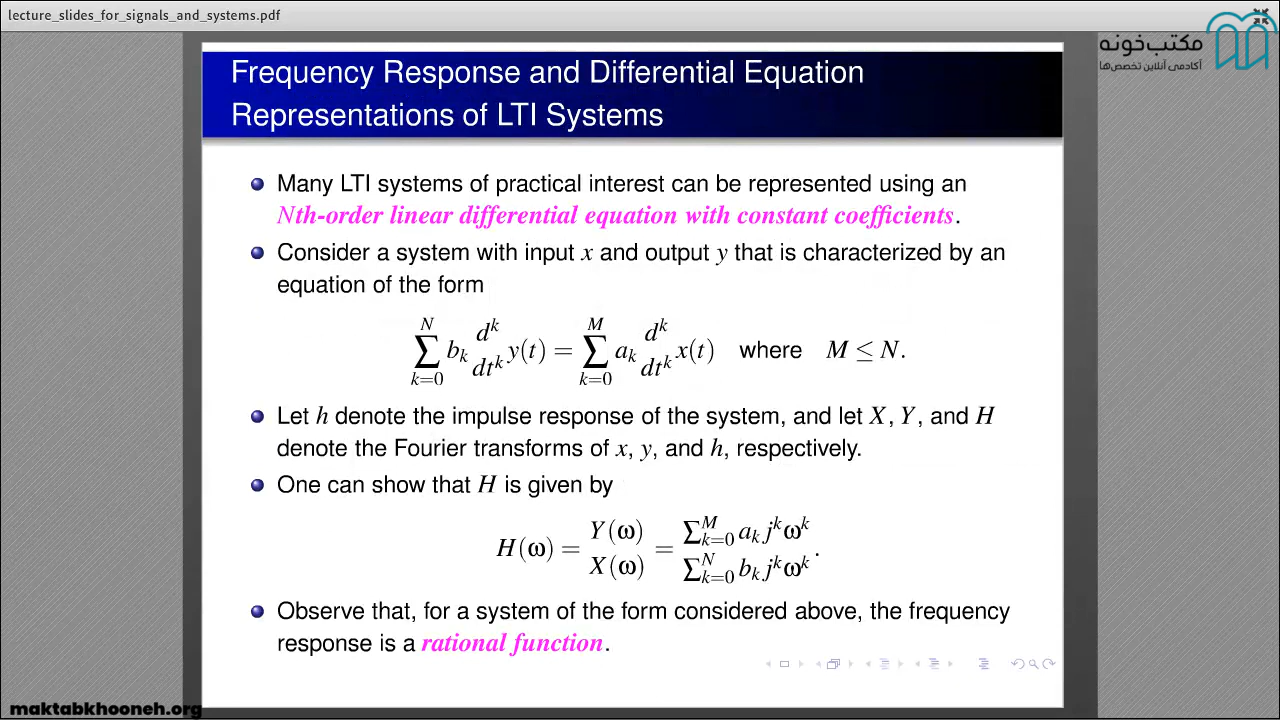 lecture_slides_for_signals_and_systems.pdf
مکتب‌خونه
آکادمی آنلاین تخصص‌ها
Frequency Response and Differential Equation
Representations of LTI Systems
Many LTI systems of practical interest can be represented using an
Nth-order linear differential equation with constant coefficients.
Consider a system with input x and output y that is characterized by an
equation of the form
∑_{k=0}^{N} b_k d^k/dt^k y(t) = ∑_{k=0}^{M} a_k d^k/dt^k x(t) where M ≤ N.
Let h denote the impulse response of the system, and let X, Y, and H
denote the Fourier transforms of x, y, and h, respectively.
One can show that H is given by
H(ω) = Y(ω)/X(ω) = ∑_{k=0}^{M} a_k j^k ω^k / ∑_{k=0}^{N} b_k j^k ω^k.
Observe that, for a system of the form considered above, the frequency
response is a rational function.
maktabkhooneh.org